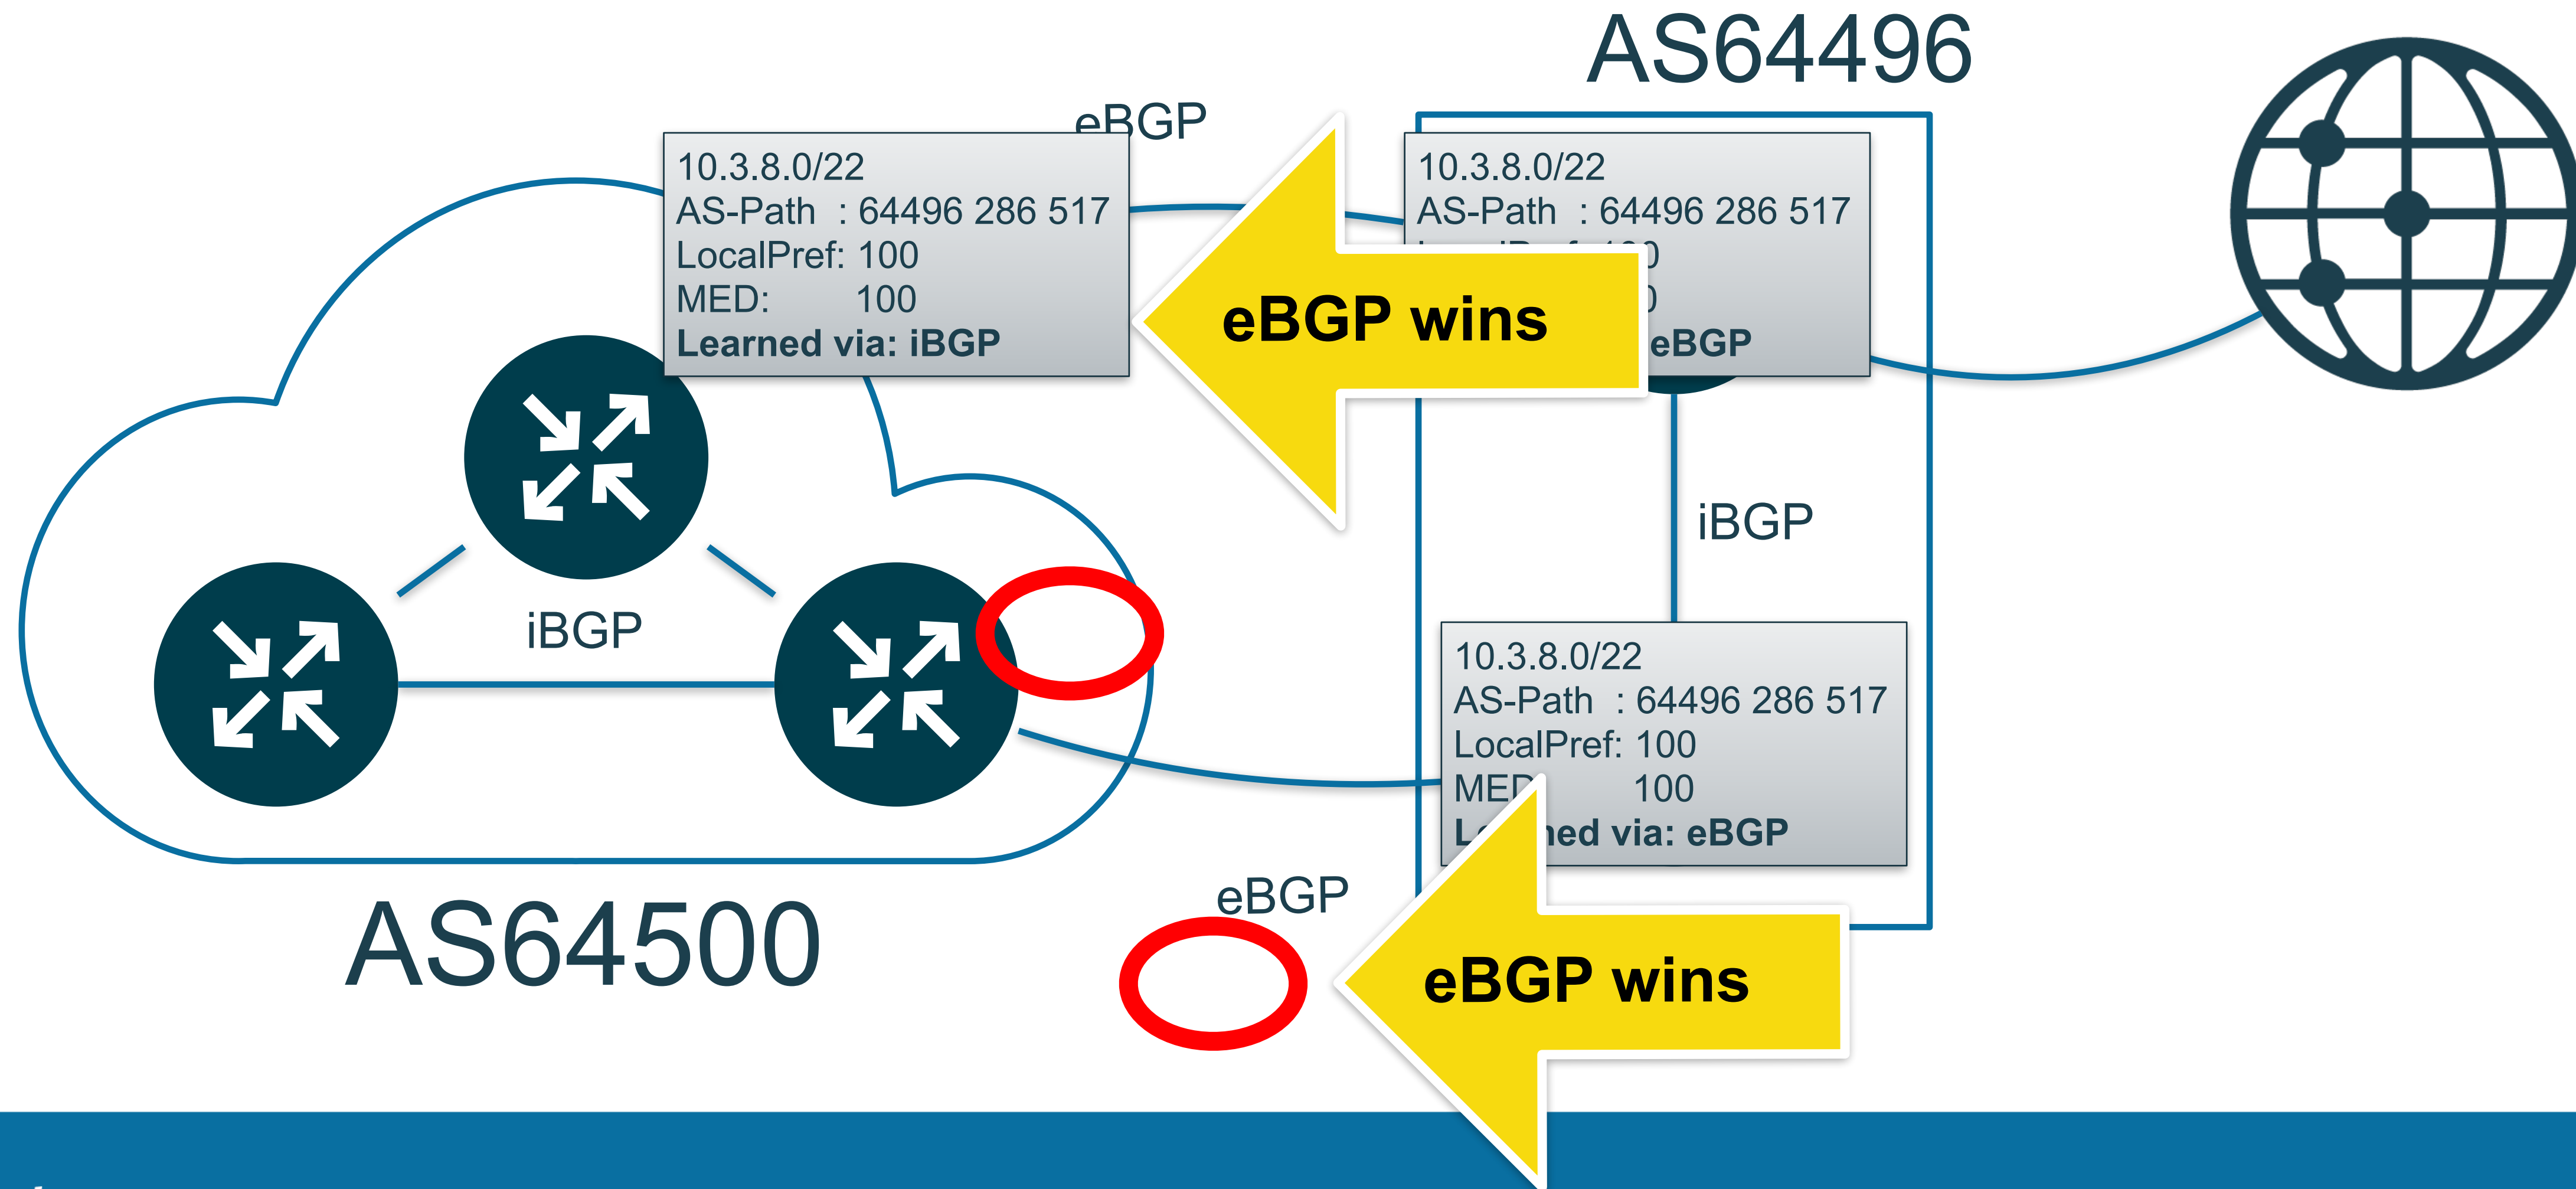 AS64496
eBGP
10.3.8.0/22
AS-Path : 64496 286 517
LocalPref: 100
MED: 100
Learned via: iBGP
eBGP wins
10.3.8.0/22
AS-Path : 64496 286 517
eBGP
iBGP
iBGP
10.3.8.0/22
AS-Path : 64496 286 517
LocalPref: 100
100
via: eBGP
eBGP
AS64500
eBGP wins